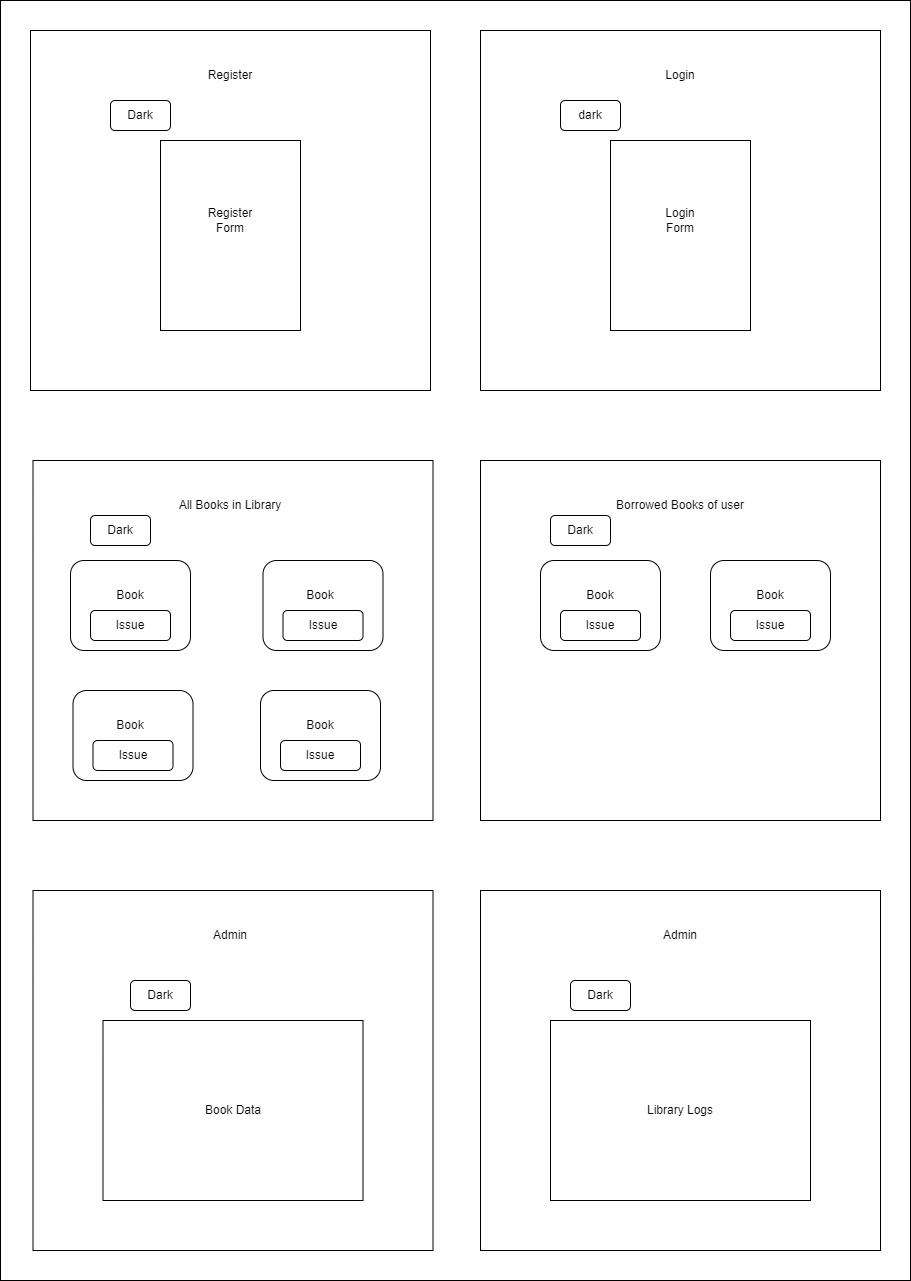 Register
Dark
Register
Form
Login
dark
Login
Form
All Books in Library
Dark
Book
Issue
Book
Issue
Book
Issue
Book
Issue
Borrowed Books of user
Dark
Book
Issue
Book
Issue
Admin
Dark
Book Data
Admin
Dark
Library Logs